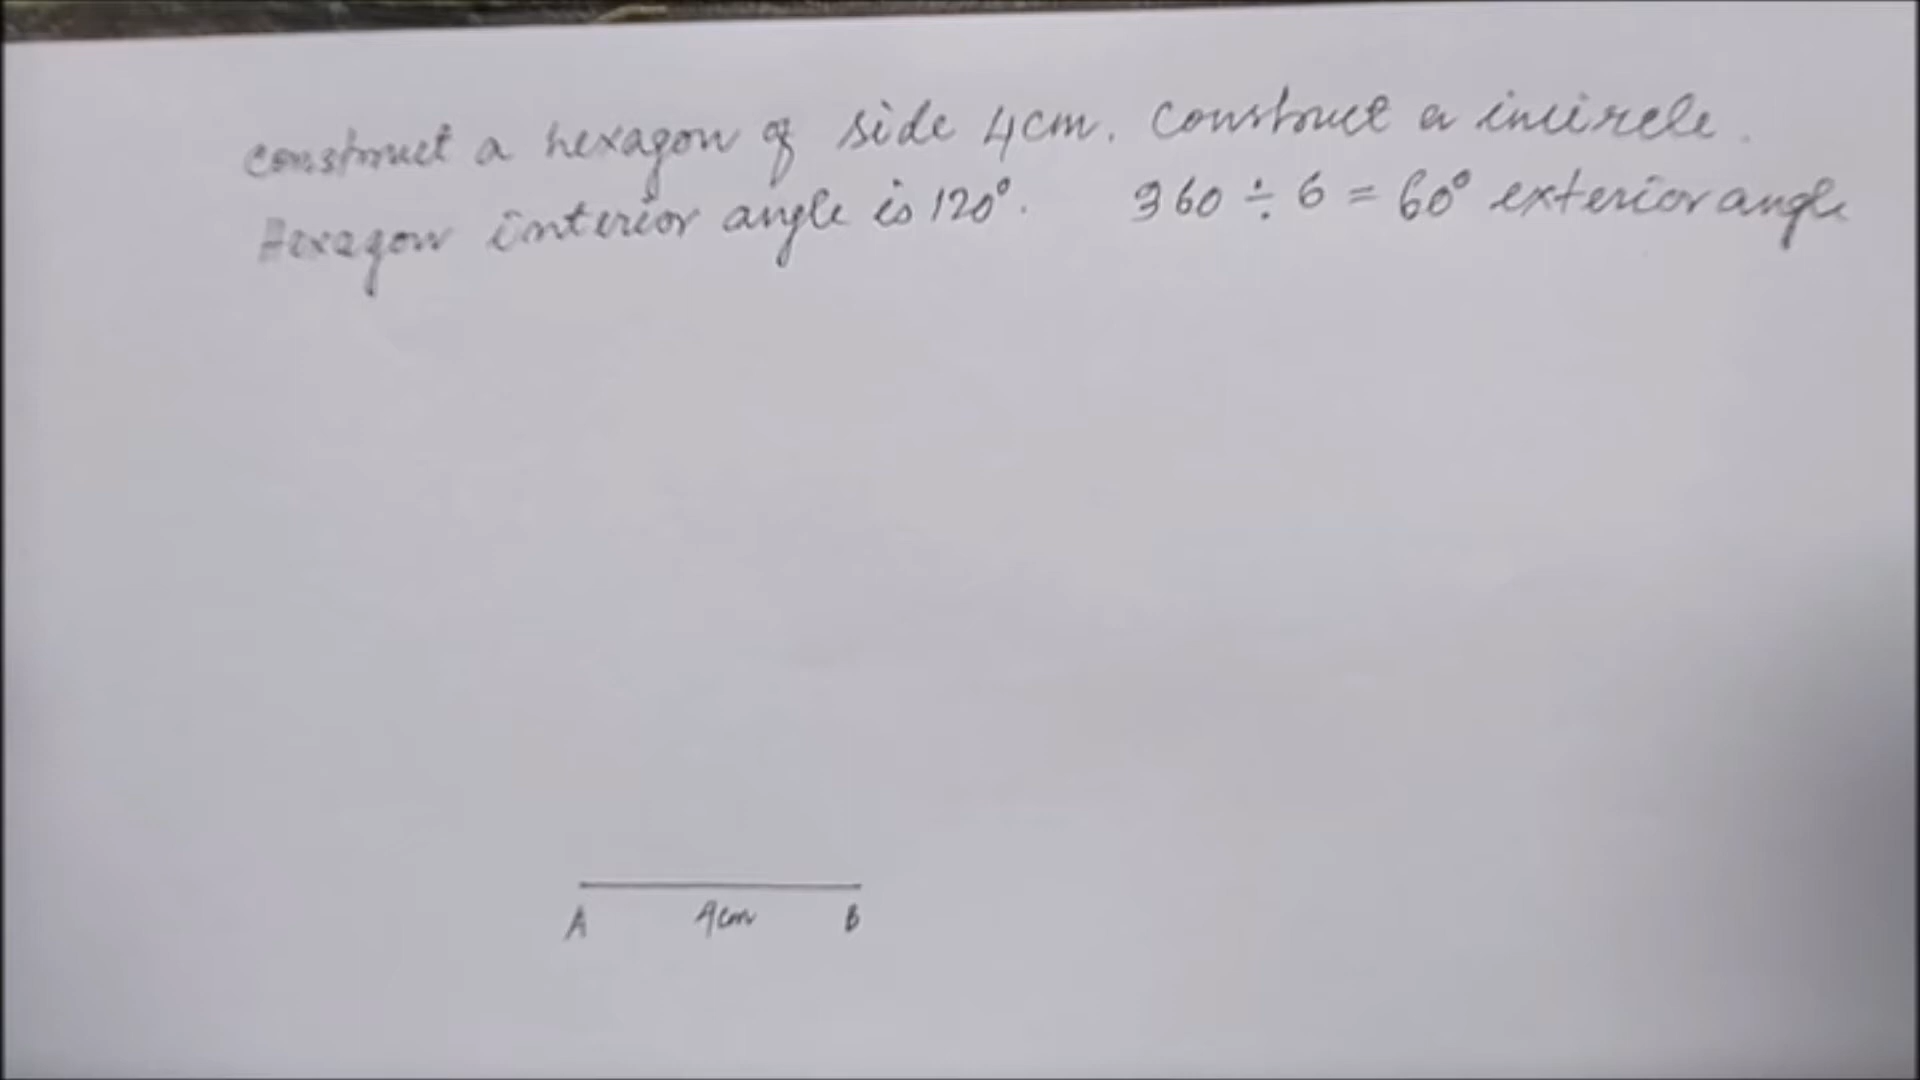 construct a hexagon of side 4cm. Construct a incircle.
Hexagon interior angle is 120°. 360 ÷ 6 = 60° exterior angle
A 4cm B